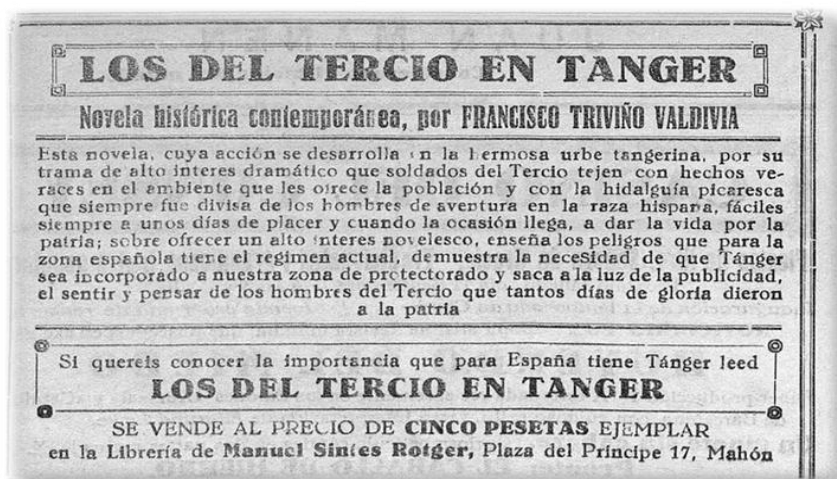 LOS DEL TERCIO EN TANGER
Novela histórica contemporánea, por FRANCISCO TRIVIÑO VALDIVIA
Esta novela, cuya acción se desarrolla en la hermosa urbe tangerina, por su
trama de alto interes dramático que soldados del Tercio tejen con hechos ve-
races en el ambiente que les ofrece la población y con la hidalguía picaresca
que siempre fue divisa de los hombres de aventura en la raza hispana, fáciles
siempre a unos días de placer y cuando la ocasión llega, a dar la vida por la
patria; sobre ofrecer un alto interes novelesco, enseña los peligros que para la
zona española tiene el regimen actual, demuestra la necesidad de que Tánger
sea incorporado a nuestra zona de protectorado y saca a la luz de la publicidad,
el sentir y pensar de los hombres del Tercio que tantos días de gloria dieron
a la patria
Si quereis conocer la importancia que para España tiene Tánger leed
LOS DEL TERCIO EN TANGER
SE VENDE AL PRECIO DE CINCO PESETAS EJEMPLAR
en la Librería de Manuel Sintes Rotger, Plaza del Príncipe 17, Mahón